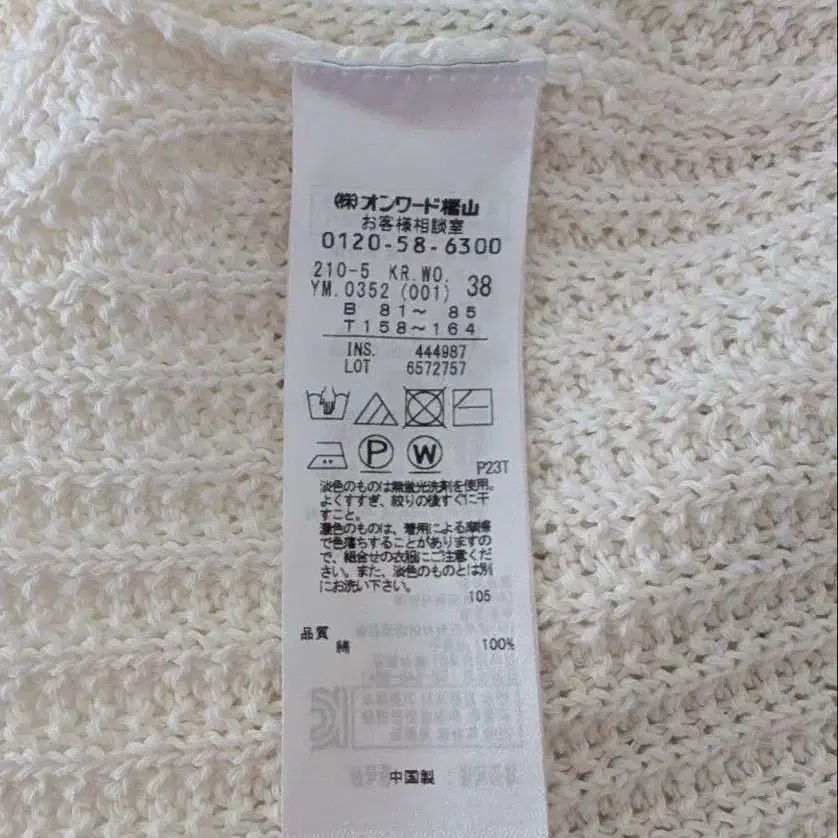 ㈱オンワード樫山
お客様相談室
0120-58-6300
210-5 KR.WO.
YM.0352 (001) 38
B 81～ 85
T158～164
INS. 444987
LOT 6572757
P W
P23T
淡色のものは無蛍光洗剤を使用。
よくすすぎ、絞りの後すぐに干
すこと。
濃色のものは、着用による摩擦
で色落ちすることがありますの
で、組合せの衣服にご注意くだ
さい。また、淡色のものとは別
にお洗い下さい。
105
品質
綿 100%
中国製